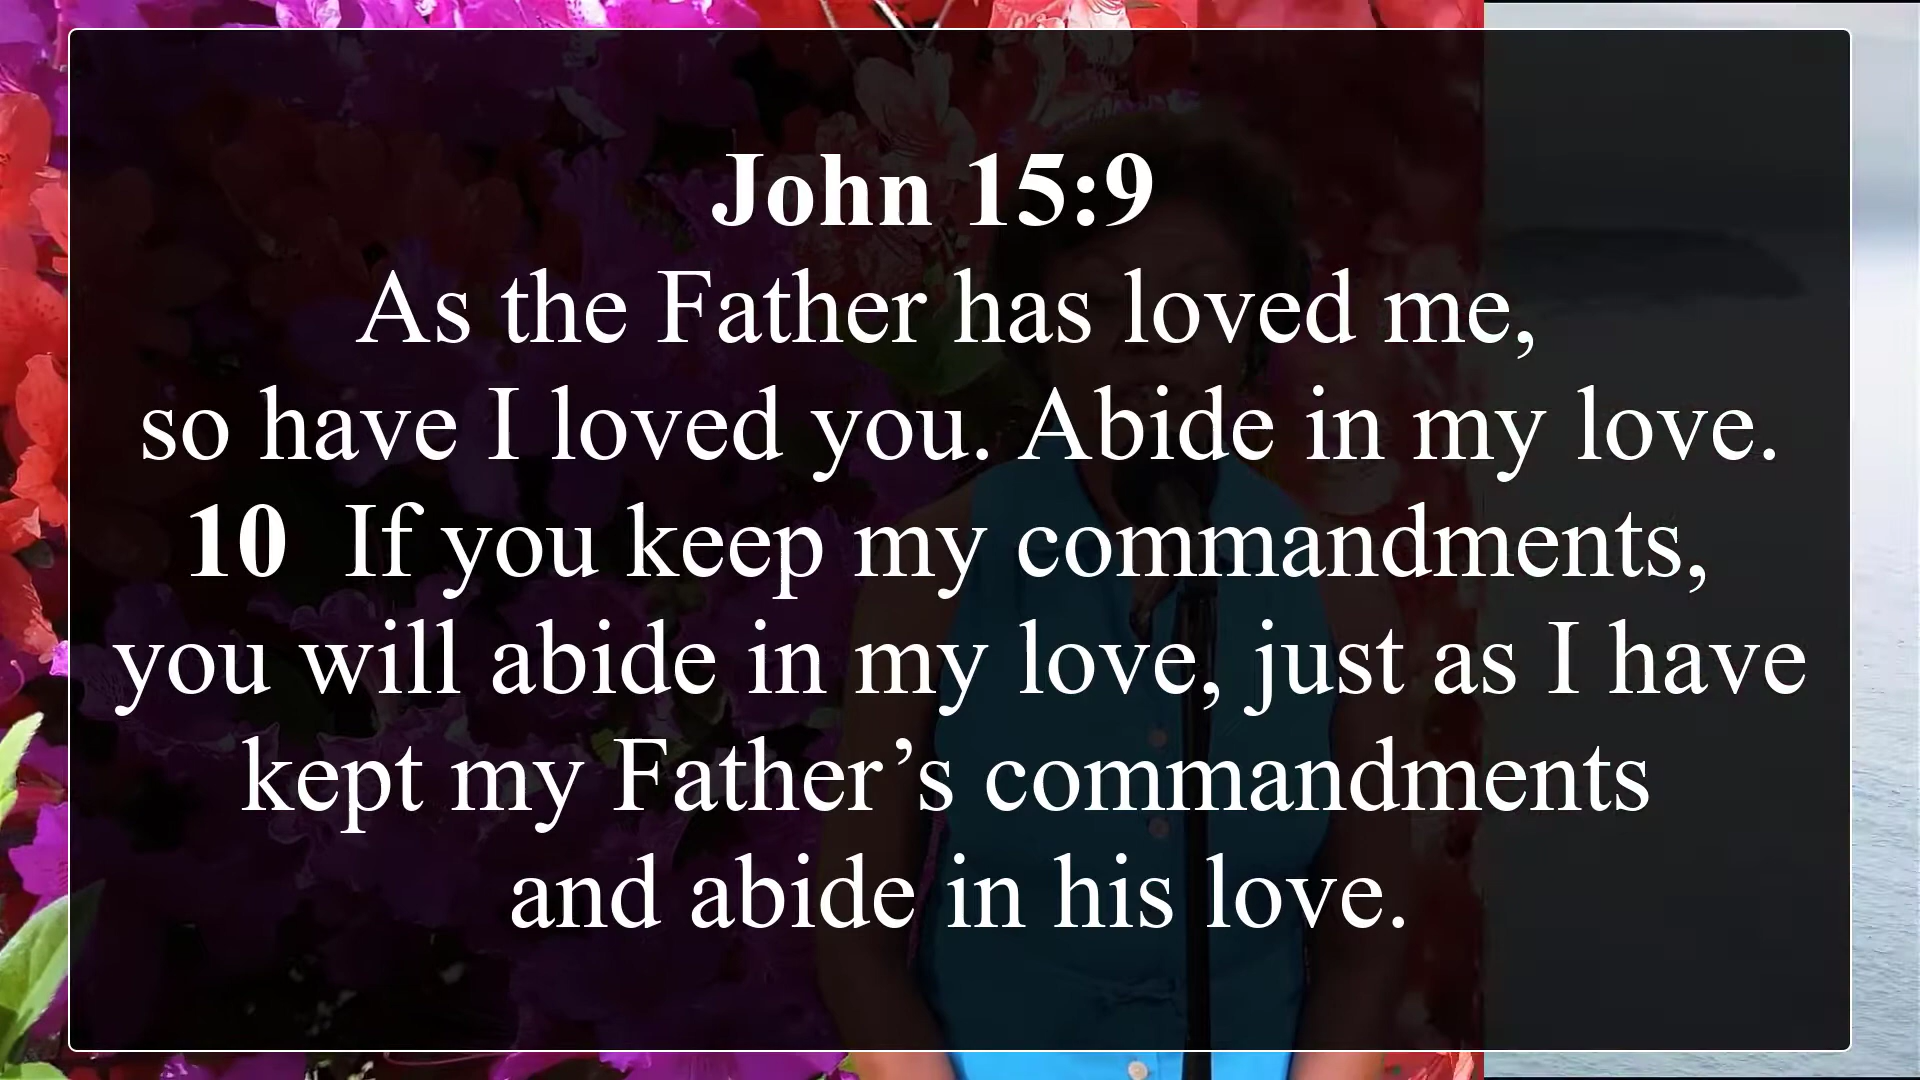 John 15:9
As the Father has loved me,
so have I loved you. Abide in my love.
10 If you keep my commandments,
you will abide in my love, just as I have
kept my Father’s commandments
and abide in his love.